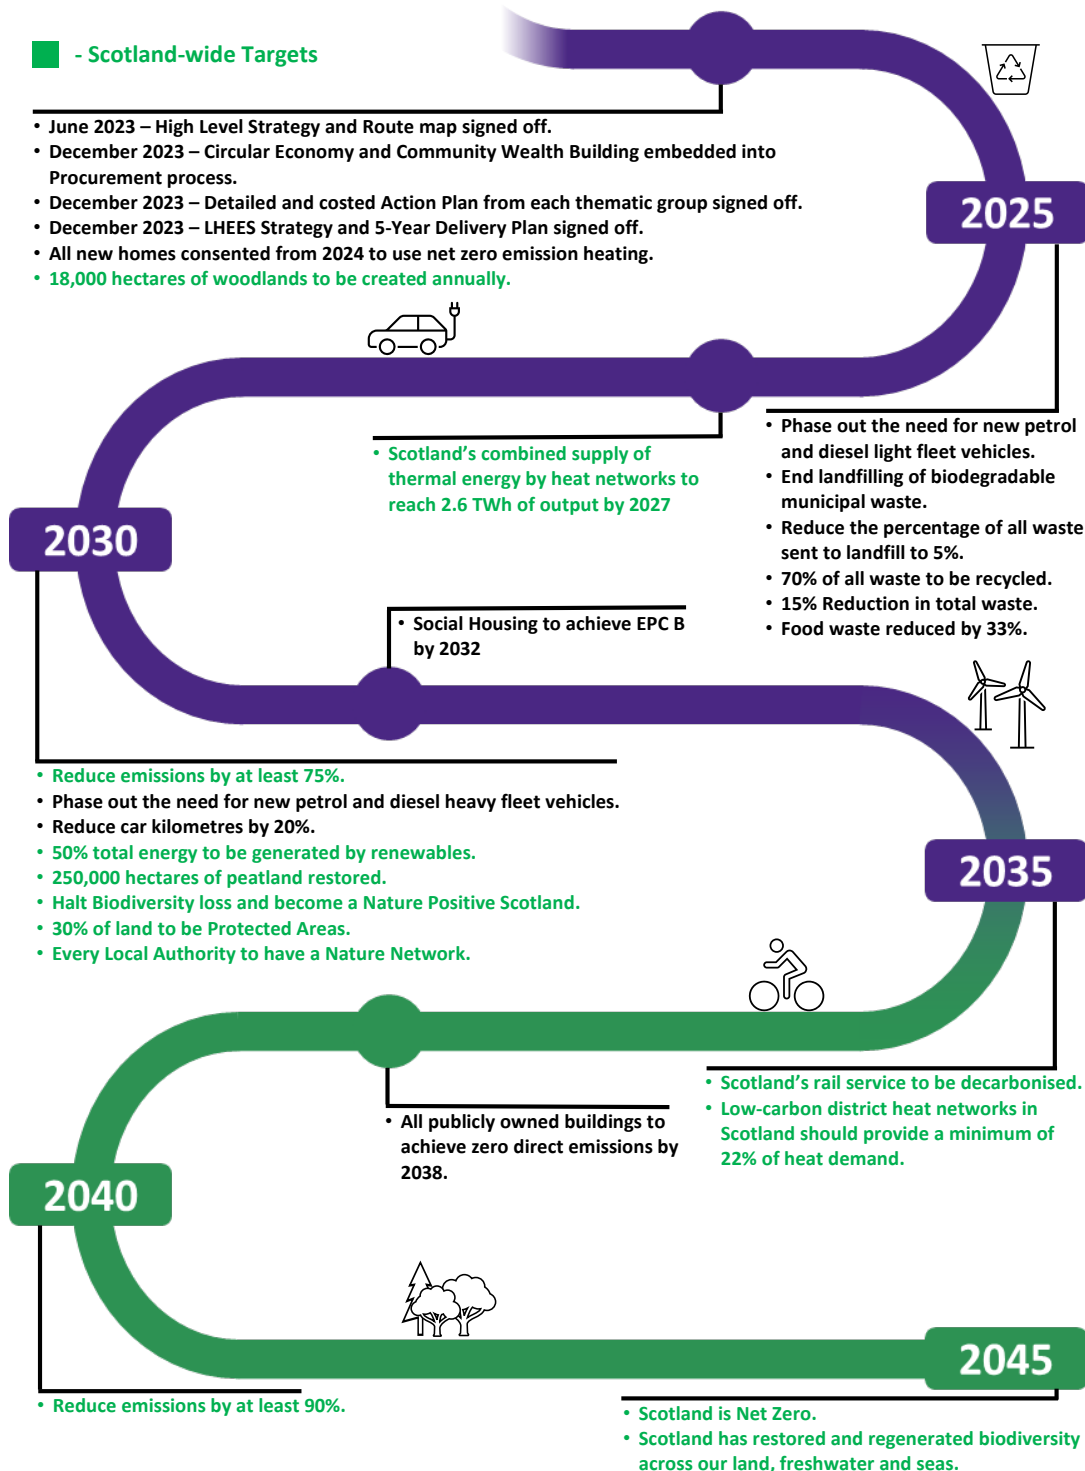 - Scotland-wide Targets
• June 2023 – High Level Strategy and Route map signed off.
• December 2023 – Circular Economy and Community Wealth Building embedded into
Procurement process.
• December 2023 – Detailed and costed Action Plan from each thematic group signed off.
• December 2023 – LHEES Strategy and 5-Year Delivery Plan signed off.
• All new homes consented from 2024 to use net zero emission heating.
• 18,000 hectares of woodlands to be created annually.
2025
• Phase out the need for new petrol
and diesel light fleet vehicles.
• End landfilling of biodegradable
municipal waste.
• Reduce the percentage of all waste
sent to landfill to 5%.
• 70% of all waste to be recycled.
• 15% Reduction in total waste.
• Food waste reduced by 33%.
• Scotland's combined supply of
thermal energy by heat networks to
reach 2.6 TWh of output by 2027
2030
• Reduce emissions by at least 75%.
• Phase out the need for new petrol and diesel heavy fleet vehicles.
• Reduce car kilometres by 20%.
• 50% total energy to be generated by renewables.
• 250,000 hectares of peatland restored.
• Halt Biodiversity loss and become a Nature Positive Scotland.
• 30% of land to be Protected Areas.
• Every Local Authority to have a Nature Network.
• Social Housing to achieve EPC B
by 2032
2035
• Scotland's rail service to be decarbonised.
• Low-carbon district heat networks in
Scotland should provide a minimum of
22% of heat demand.
• All publicly owned buildings to
achieve zero direct emissions by
2038.
2040
• Reduce emissions by at least 90%.
2045
• Scotland is Net Zero.
• Scotland has restored and regenerated biodiversity
across our land, freshwater and seas.